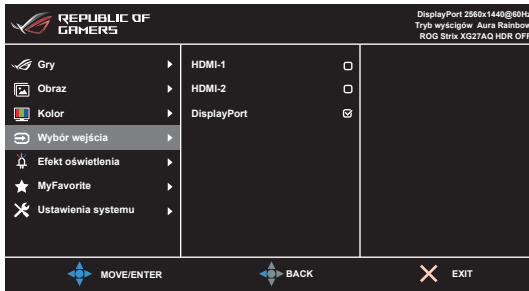 REPUBLIC OF
GAMERS
DisplayPort 2560x1440@60Hz
Tryb wyścigów Aura Rainbow
ROG Strix XG27AQ HDR OFF
Gry
HDMI-1
Obraz
HDMI-2
Kolor
DisplayPort
Wybór wejścia
Efekt oświetlenia
MyFavorite
Ustawienia systemu
MOVE/ENTER
BACK
EXIT